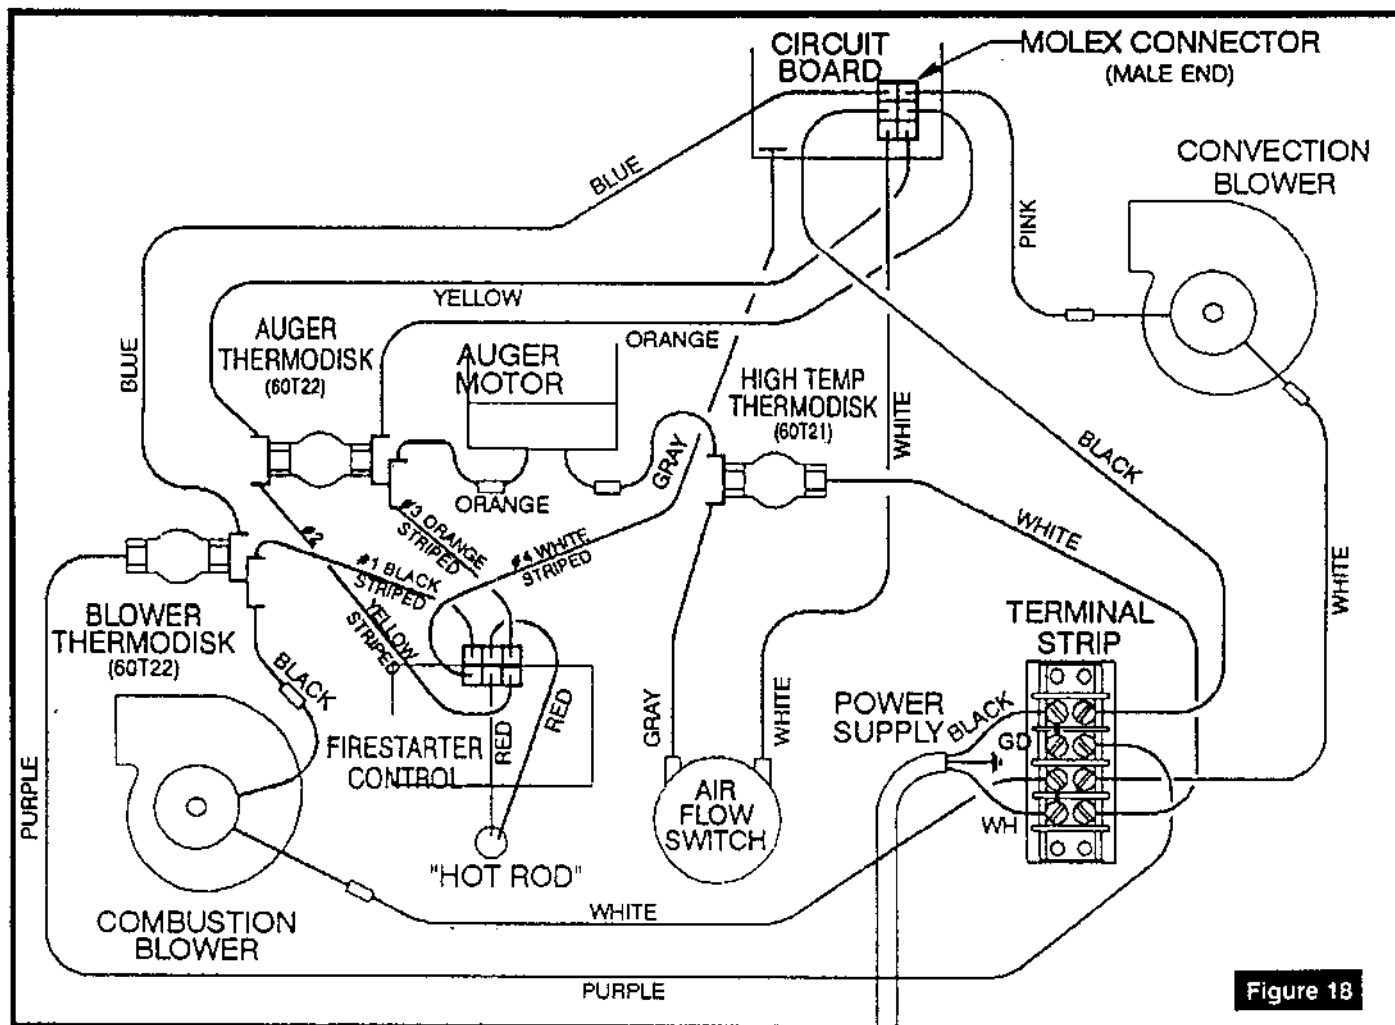 CIRCUIT
BOARD
MOLEX CONNECTOR
(MALE END)
CONVECTION
BLOWER
BLUE
PINK
YELLOW
ORANGE
AUGER
THERMODISK
(60T22)
AUGER
MOTOR
HIGH TEMP
THERMODISK
(60T21)
BLUE
WHITE
BLACK
GRAY
ORANGE
#3 ORANGE
STRIPED
#2
YELLOW
STRIPED
#1 BLACK
STRIPED
#4 WHITE
STRIPED
WHITE
WHITE
BLOWER
THERMODISK
(60T22)
BLACK
TERMINAL
STRIP
POWER
SUPPLY
BLACK
GD
WH
GRAY
WHITE
RED
RED
FIRESTARTER
CONTROL
AIR
FLOW
SWITCH
"HOT ROD"
PURPLE
COMBUSTION
BLOWER
WHITE
PURPLE
Figure 18